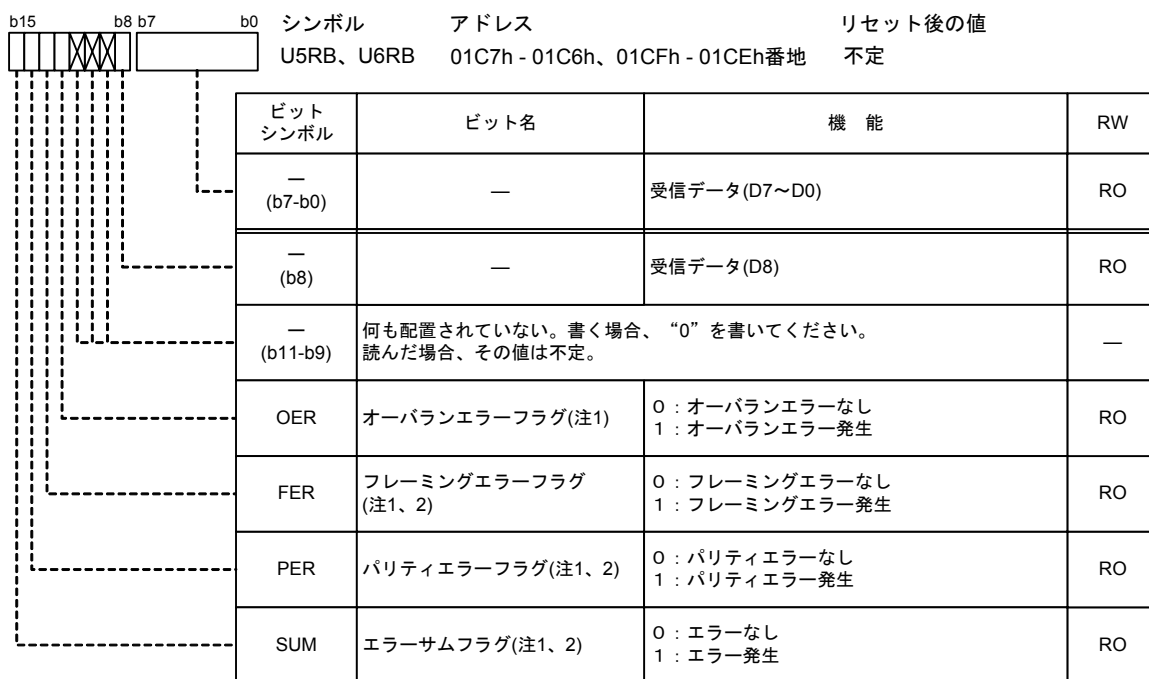 b15 b8 b7 b0 シンボル アドレス リセット後の値
U5RB、U6RB 01C7h - 01C6h、01CFh - 01CEh番地 不定
ビット
シンボル
ビット名
機 能
RW
—
(b7-b0)
—
受信データ(D7～D0)
RO
—
(b8)
—
受信データ(D8)
RO
—
(b11-b9)
何も配置されていない。書く場合、“0”を書いてください。
読んだ場合、その値は不定。
—
OER
オーバランエラーフラグ(注1)
0 : オーバランエラーなし
1 : オーバランエラー発生
RO
FER
フレーミングエラーフラグ
(注1、2)
0 : フレーミングエラーなし
1 : フレーミングエラー発生
RO
PER
パリティエラーフラグ(注1、2)
0 : パリティエラーなし
1 : パリティエラー発生
RO
SUM
エラーサムフラグ(注1、2)
0 : エラーなし
1 : エラー発生
RO